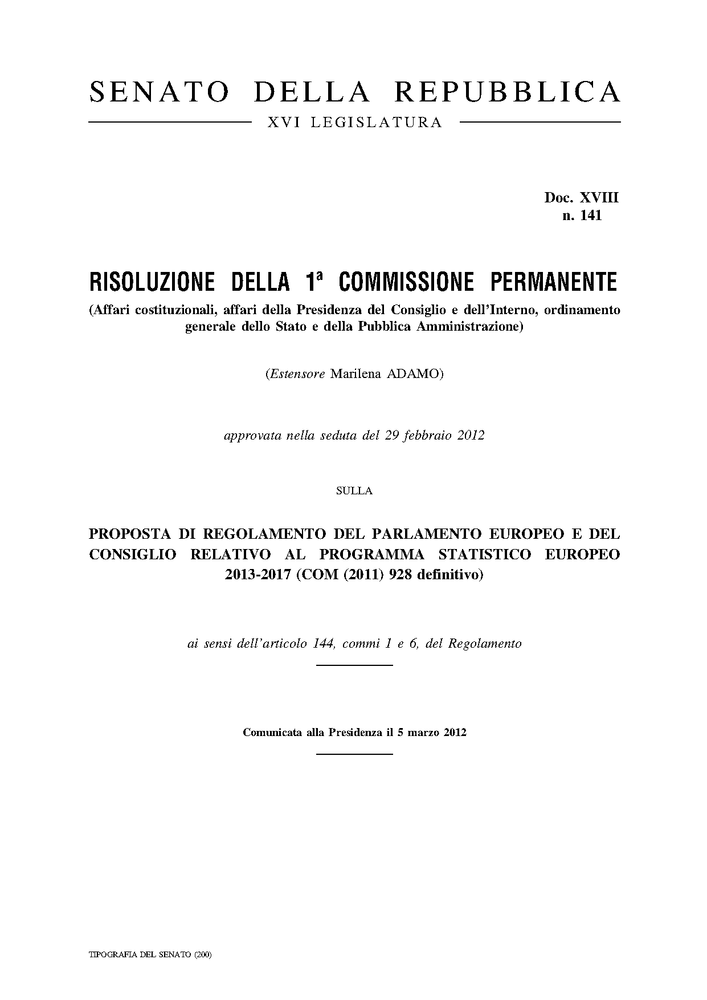 SENATO DELLA REPUBBLICA
XVI LEGISLATURA
Doc. XVIII
n. 141
RISOLUZIONE DELLA 1ª COMMISSIONE PERMANENTE
(Affari costituzionali, affari della Presidenza del Consiglio e dell’Interno, ordinamento
generale dello Stato e della Pubblica Amministrazione)
(Estensore Marilena ADAMO)
approvata nella seduta del 29 febbraio 2012
SULLA
PROPOSTA DI REGOLAMENTO DEL PARLAMENTO EUROPEO E DEL
CONSIGLIO RELATIVO AL PROGRAMMA STATISTICO EUROPEO
2013-2017 (COM (2011) 928 definitivo)
ai sensi dell’articolo 144, commi 1 e 6, del Regolamento
Comunicata alla Presidenza il 5 marzo 2012
TIPOGRAFIA DEL SENATO (200)